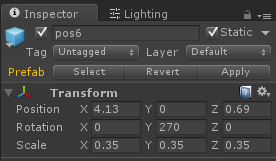 Inspector Lighting
pos6 Static
Tag Untagged Layer Default
Prefab Select Revert Apply
Transform
Position X 4.13 Y 0 Z 0.69
Rotation X 0 Y 270 Z 0
Scale X 0.35 Y 0.35 Z 0.35